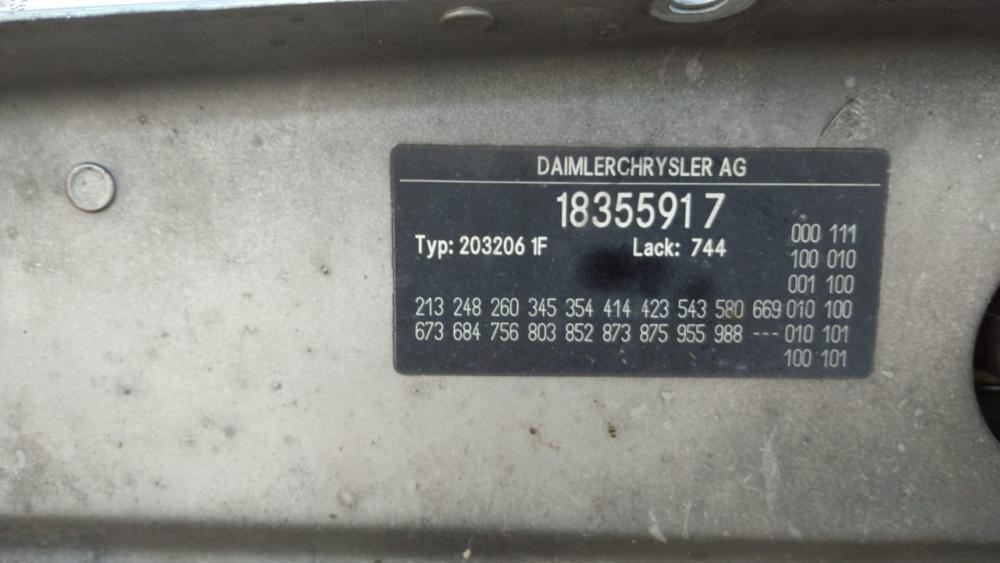 DAIMLERCHRYSLER AG
18355917
Typ: 203206 1F Lack: 744
000 111
100 010
001 100
213 248 260 345 354 414 423 543 580 669 010 100
673 684 756 803 852 873 875 955 988 --- 010 101
100 101